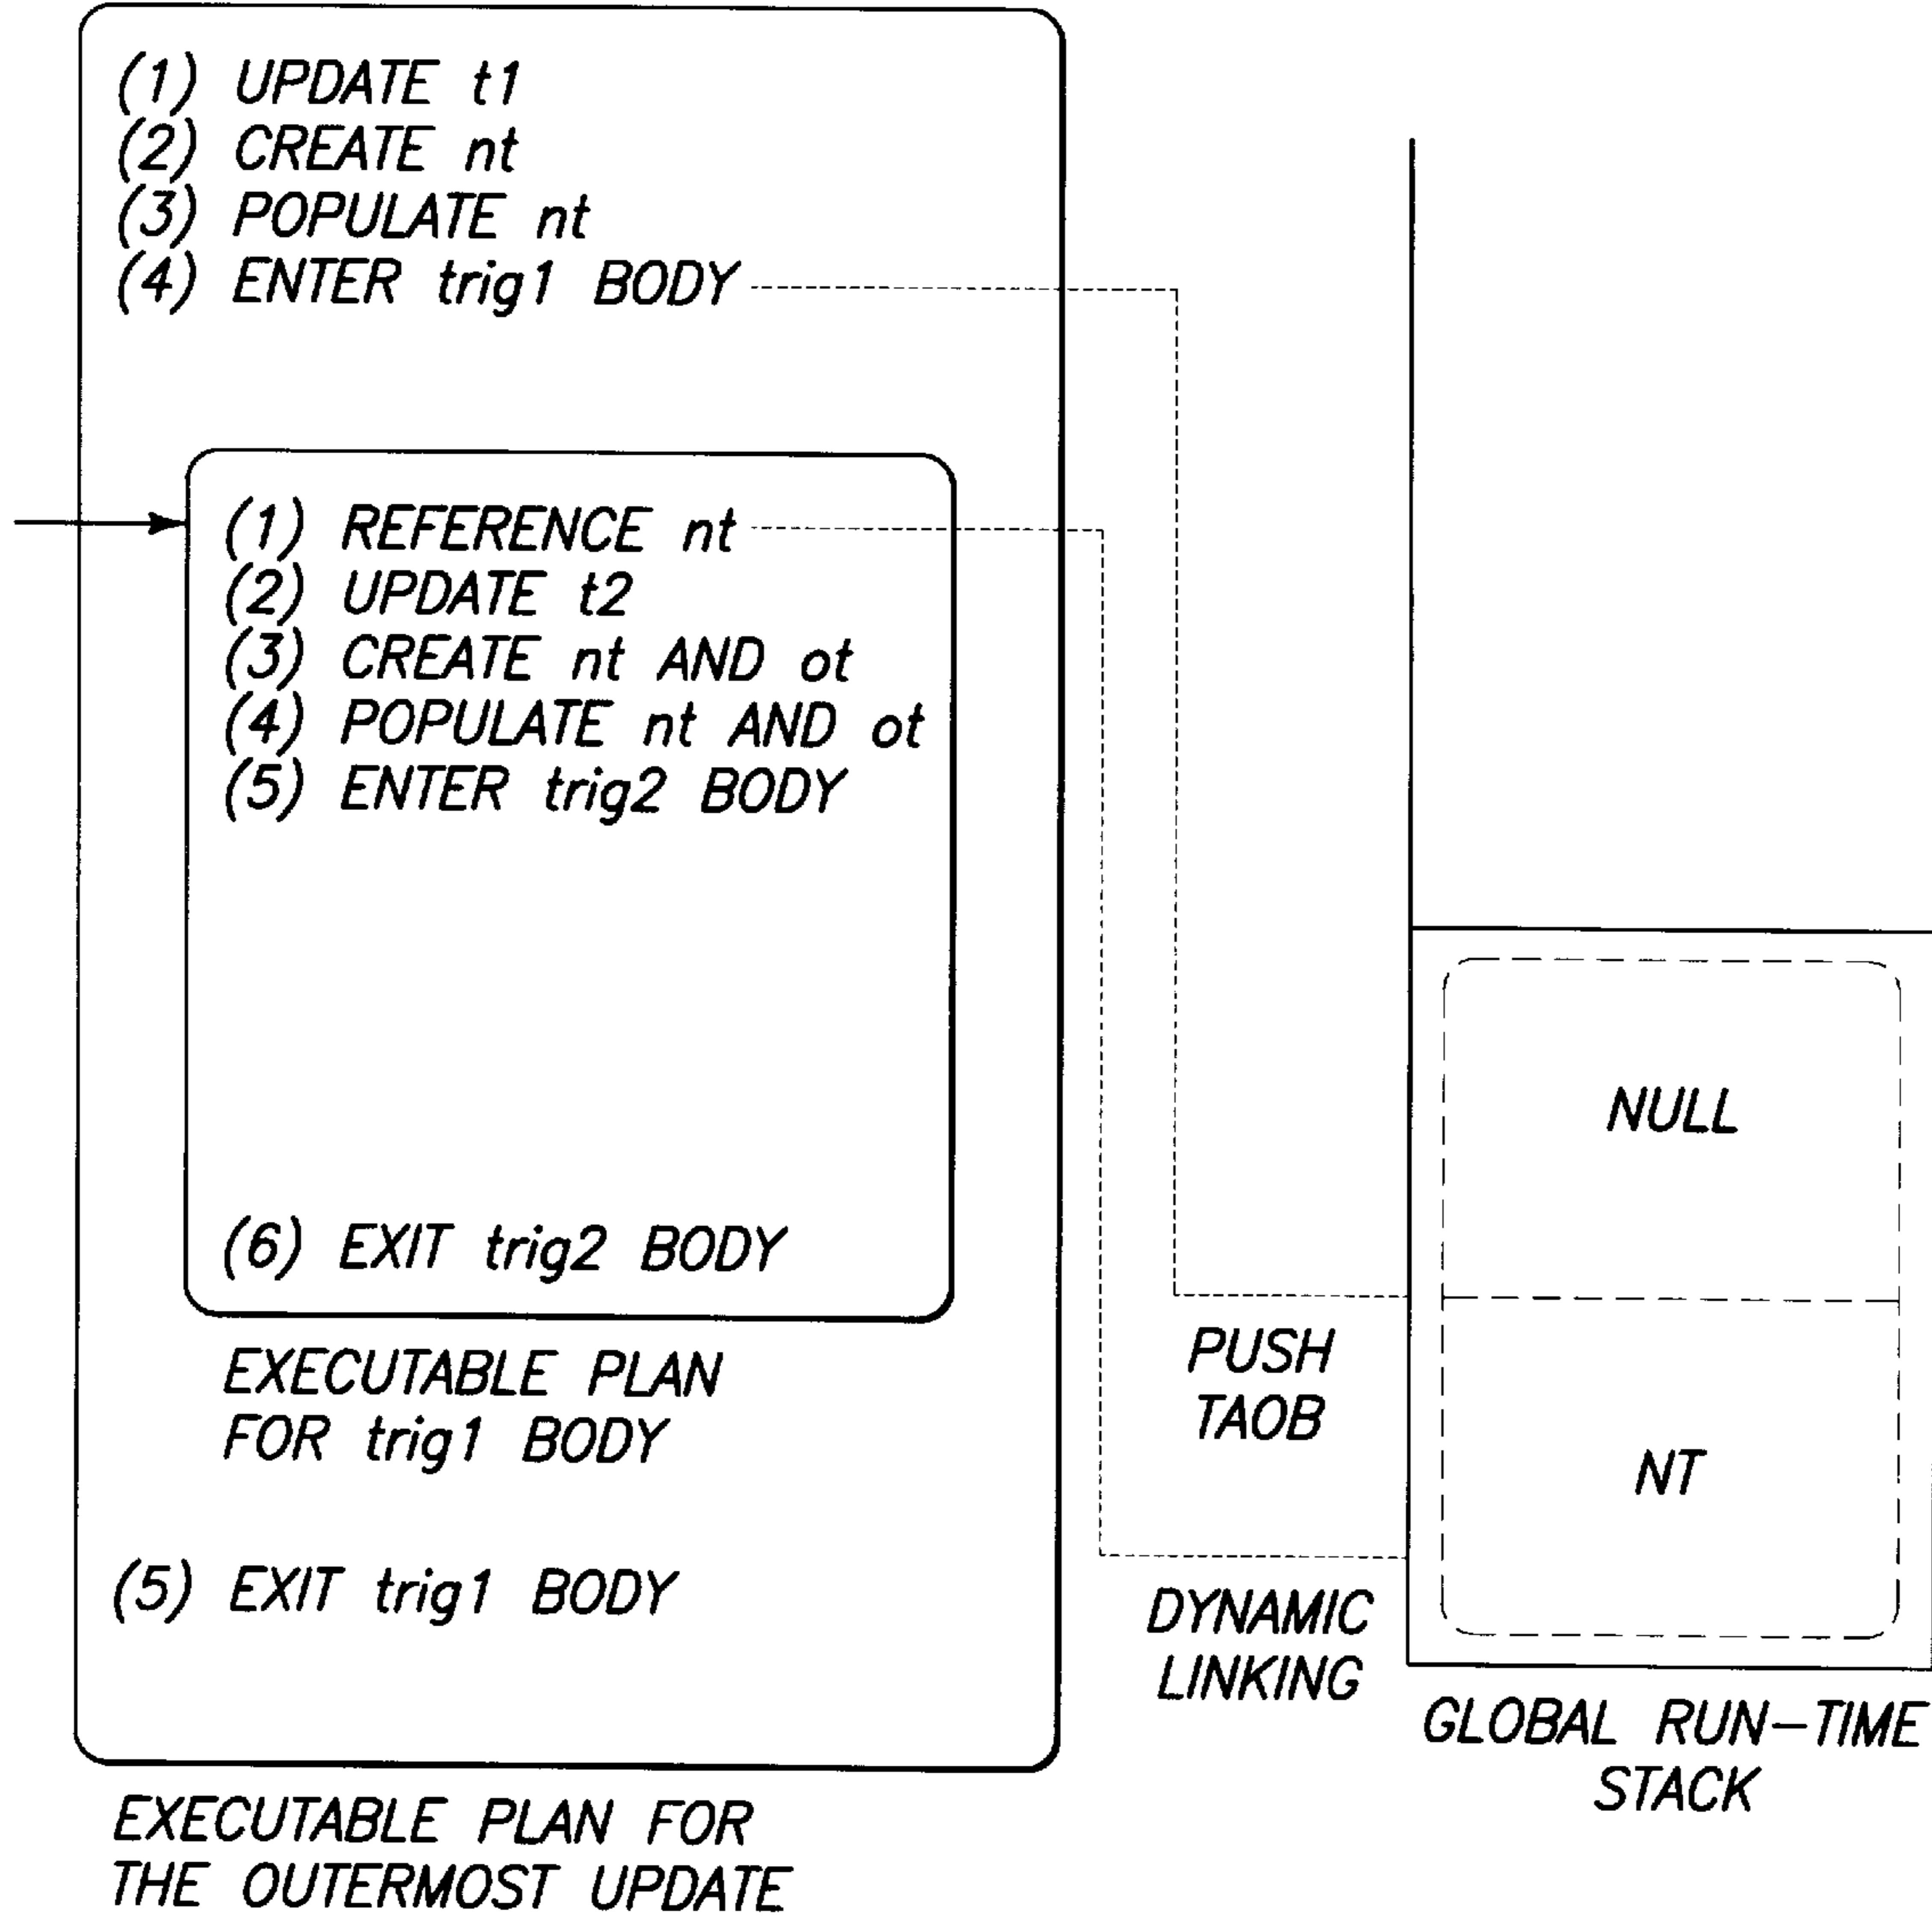 (1) UPDATE t1
(2) CREATE nt
(3) POPULATE nt
(4) ENTER trig1 BODY
(1) REFERENCE nt
(2) UPDATE t2
(3) CREATE nt AND ot
(4) POPULATE nt AND ot
(5) ENTER trig2 BODY
(6) EXIT trig2 BODY
EXECUTABLE PLAN
FOR trig1 BODY
(5) EXIT trig1 BODY
EXECUTABLE PLAN FOR
THE OUTERMOST UPDATE
PUSH
TAOB
DYNAMIC
LINKING
NULL
NT
GLOBAL RUN-TIME
STACK